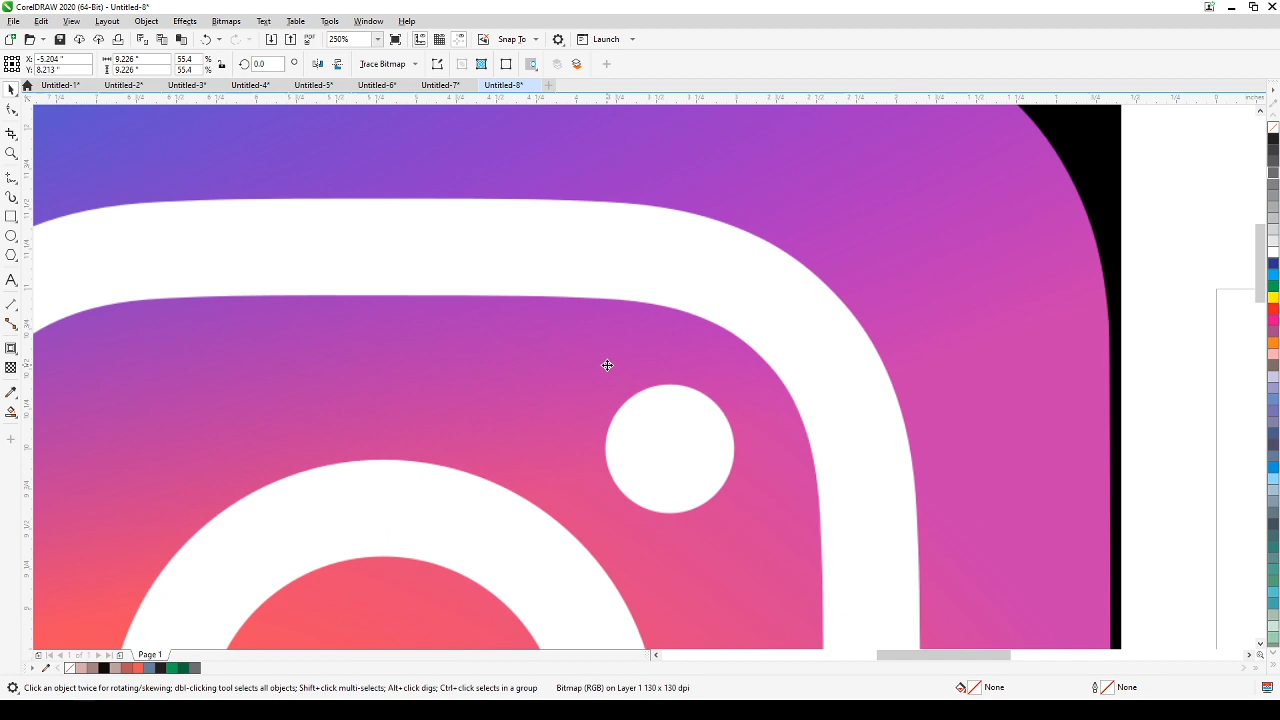 CorelDRAW 2020 (64-Bit) - Untitled-8*
File Edit View Layout Object Effects Bitmaps Text Table Tools Window Help
PDF 250% Snap To Launch
X: -5.204 " 9.226 " 55.4 % 0.0 ° Trace Bitmap
Y: 8.213 " 9.226 " 55.4 %
Untitled-1* Untitled-2* Untitled-3* Untitled-4* Untitled-5* Untitled-6* Untitled-7* Untitled-8*
inches
1 of 1 Page 1
Click an object twice for rotating/skewing; dbl-clicking tool selects all objects; Shift+click multi-selects; Alt+click digs; Ctrl+click selects in a group Bitmap (RGB) on Layer 1 130 x 130 dpi None None